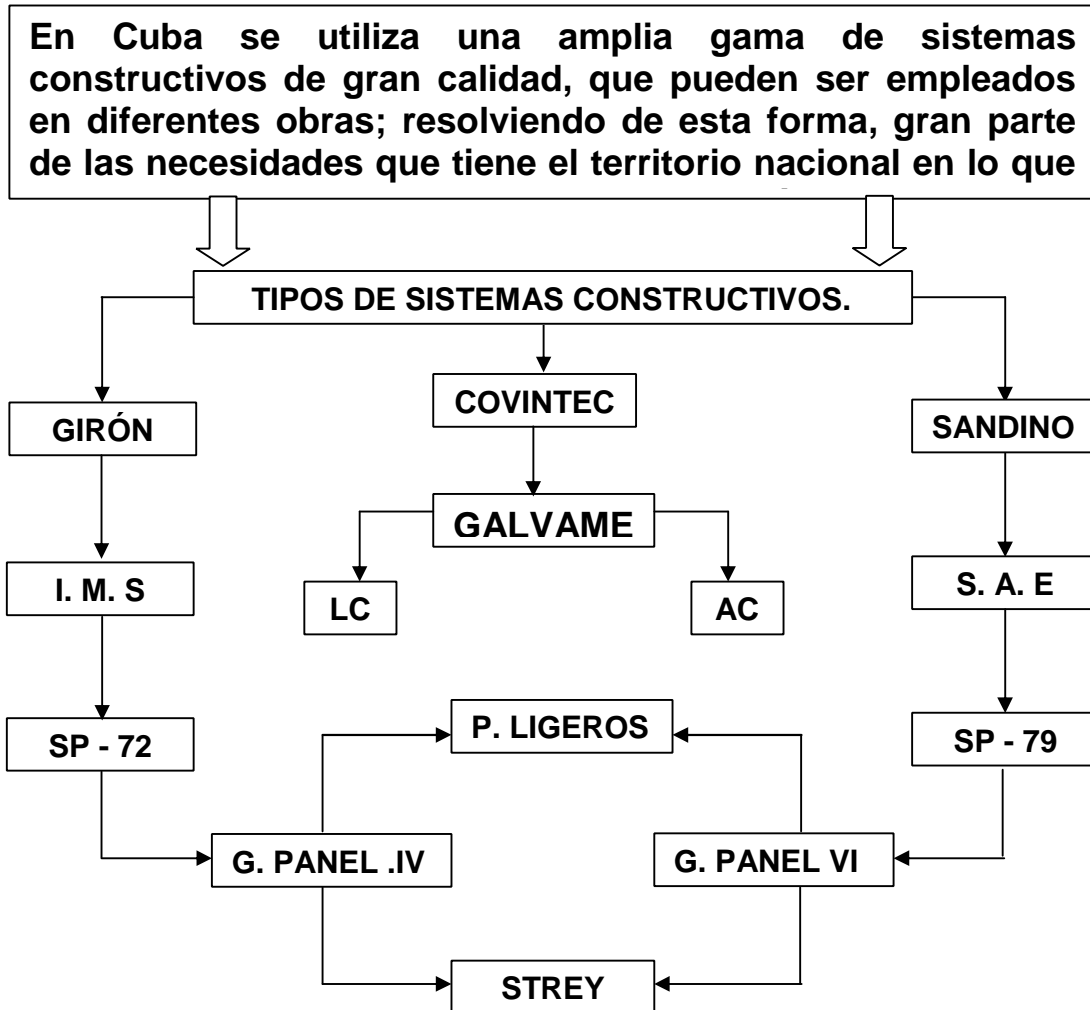 En Cuba se utiliza una amplia gama de sistemas
constructivos de gran calidad, que pueden ser empleados
en diferentes obras; resolviendo de esta forma, gran parte
de las necesidades que tiene el territorio nacional en lo que
TIPOS DE SISTEMAS CONSTRUCTIVOS.
COVINTEC
GIRÓN
SANDINO
GALVAME
I. M. S
LC
AC
S. A. E
P. LIGEROS
SP - 72
SP - 79
G. PANEL .IV
G. PANEL VI
STREY